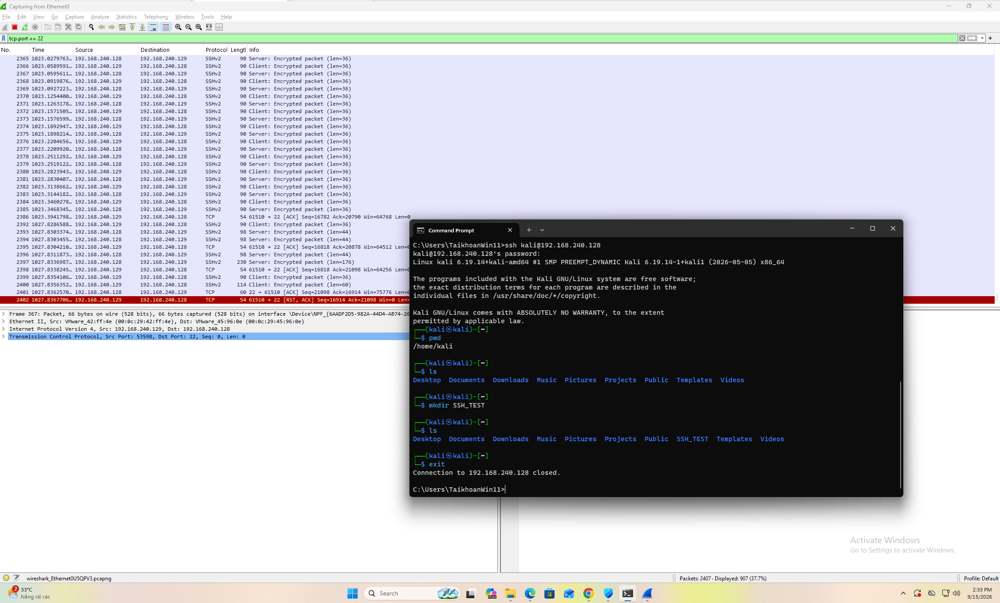 Capturing from Ethernet0
File Edit View Go Capture Analyze Statistics Telephony Wireless Tools Help
tcp.port == 22
No. Time Source Destination Protocol Length Info
2365 1023.0279763… 192.168.240.128 192.168.240.129 SSHv2 90 Server: Encrypted packet (len=36)
2366 1023.0589591… 192.168.240.129 192.168.240.128 SSHv2 90 Client: Encrypted packet (len=36)
2367 1023.0595611… 192.168.240.128 192.168.240.129 SSHv2 90 Server: Encrypted packet (len=36)
2368 1023.0919876… 192.168.240.129 192.168.240.128 SSHv2 90 Client: Encrypted packet (len=36)
2369 1023.0927223… 192.168.240.128 192.168.240.129 SSHv2 90 Server: Encrypted packet (len=36)
2370 1023.1254400… 192.168.240.129 192.168.240.128 SSHv2 90 Client: Encrypted packet (len=36)
2371 1023.1263178… 192.168.240.128 192.168.240.129 SSHv2 90 Server: Encrypted packet (len=36)
2372 1023.1571505… 192.168.240.129 192.168.240.128 SSHv2 90 Client: Encrypted packet (len=36)
2373 1023.1576599… 192.168.240.128 192.168.240.129 SSHv2 90 Server: Encrypted packet (len=36)
2374 1023.1892947… 192.168.240.129 192.168.240.128 SSHv2 90 Client: Encrypted packet (len=36)
2375 1023.1898214… 192.168.240.128 192.168.240.129 SSHv2 90 Server: Encrypted packet (len=36)
2376 1023.2204656… 192.168.240.129 192.168.240.128 SSHv2 90 Client: Encrypted packet (len=36)
2377 1023.2209920… 192.168.240.128 192.168.240.129 SSHv2 90 Server: Encrypted packet (len=36)
2378 1023.2511292… 192.168.240.129 192.168.240.128 SSHv2 90 Client: Encrypted packet (len=36)
2379 1023.2519122… 192.168.240.128 192.168.240.129 SSHv2 90 Server: Encrypted packet (len=36)
2380 1023.2823943… 192.168.240.129 192.168.240.128 SSHv2 90 Client: Encrypted packet (len=36)
2381 1023.2830407… 192.168.240.128 192.168.240.129 SSHv2 90 Server: Encrypted packet (len=36)
2382 1023.3138662… 192.168.240.129 192.168.240.128 SSHv2 90 Client: Encrypted packet (len=36)
2383 1023.3144182… 192.168.240.128 192.168.240.129 SSHv2 90 Server: Encrypted packet (len=36)
2384 1023.3460278… 192.168.240.129 192.168.240.128 SSHv2 90 Client: Encrypted packet (len=36)
2385 1023.3468345… 192.168.240.128 192.168.240.129 SSHv2 90 Server: Encrypted packet (len=36)
2386 1023.3941798… 192.168.240.129 192.168.240.128 TCP 54 61510 → 22 [ACK] Seq=16782 Ack=20790 Win=64768 Len=0
2392 1027.8286588… 192.168.240.129 192.168.240.128 SSHv2 90 Client: Encrypted packet (len=36)
2393 1027.8303374… 192.168.240.128 192.168.240.129 SSHv2 98 Server: Encrypted packet (len=44)
2394 1027.8303455… 192.168.240.128 192.168.240.129 SSHv2 98 Server: Encrypted packet (len=44)
2395 1027.8304210… 192.168.240.129 192.168.240.128 TCP 54 61510 → 22 [ACK] Seq=16818 Ack=20878 Win=64512 Len=0
2396 1027.8311873… 192.168.240.128 192.168.240.129 SSHv2 98 Server: Encrypted packet (len=44)
2397 1027.8336987… 192.168.240.128 192.168.240.129 SSHv2 230 Server: Encrypted packet (len=176)
2398 1027.8338245… 192.168.240.129 192.168.240.128 TCP 54 61510 → 22 [ACK] Seq=16818 Ack=21098 Win=64256 Len=0
2399 1027.8354106… 192.168.240.129 192.168.240.128 SSHv2 90 Client: Encrypted packet (len=36)
2400 1027.8356352… 192.168.240.129 192.168.240.128 SSHv2 114 Client: Encrypted packet (len=60)
2401 1027.8362570… 192.168.240.128 192.168.240.129 TCP 60 22 → 61510 [ACK] Seq=21098 Ack=16914 Win=75776 Len=0
2402 1027.8367706… 192.168.240.129 192.168.240.128 TCP 54 61510 → 22 [RST, ACK] Seq=16914 Ack=21098 Win=0 Len=
Frame 367: Packet, 66 bytes on wire (528 bits), 66 bytes captured (528 bits) on interface \Device\NPF_{6AADF2D5-982A-44D4-AB74-26
Ethernet II, Src: VMware_42:ff:4e (00:0c:29:42:ff:4e), Dst: VMware_45:96:0e (00:0c:29:45:96:0e)
Internet Protocol Version 4, Src: 192.168.240.129, Dst: 192.168.240.128
Transmission Control Protocol, Src Port: 53598, Dst Port: 22, Seq: 0, Len: 0
Command Prompt
C:\Users\TaikhoanWin11>ssh kali@192.168.240.128
kali@192.168.240.128's password:
Linux kali 6.19.14+kali-amd64 #1 SMP PREEMPT_DYNAMIC Kali 6.19.14-1+kali1 (2026-05-05) x86_64
The programs included with the Kali GNU/Linux system are free software;
the exact distribution terms for each program are described in the
individual files in /usr/share/doc/*/copyright.
Kali GNU/Linux comes with ABSOLUTELY NO WARRANTY, to the extent
permitted by applicable law.
┌──(kali㉿kali)-[~]
└─$ pwd
/home/kali
┌──(kali㉿kali)-[~]
└─$ ls
Desktop Documents Downloads Music Pictures Projects Public Templates Videos
┌──(kali㉿kali)-[~]
└─$ mkdir SSH_TEST
┌──(kali㉿kali)-[~]
└─$ ls
Desktop Documents Downloads Music Pictures Projects Public SSH_TEST Templates Videos
┌──(kali㉿kali)-[~]
└─$ exit
Connection to 192.168.240.128 closed.
C:\Users\TaikhoanWin11>
Activate Windows
Go to Settings to activate Windows.
wireshark_Ethernet0U5QPV3.pcapng
Packets: 2407 · Displayed: 907 (37.7%)
Profile: Default
2
33°C
Nắng rải rác
Search
M365
2:33 PM
9/15/2026